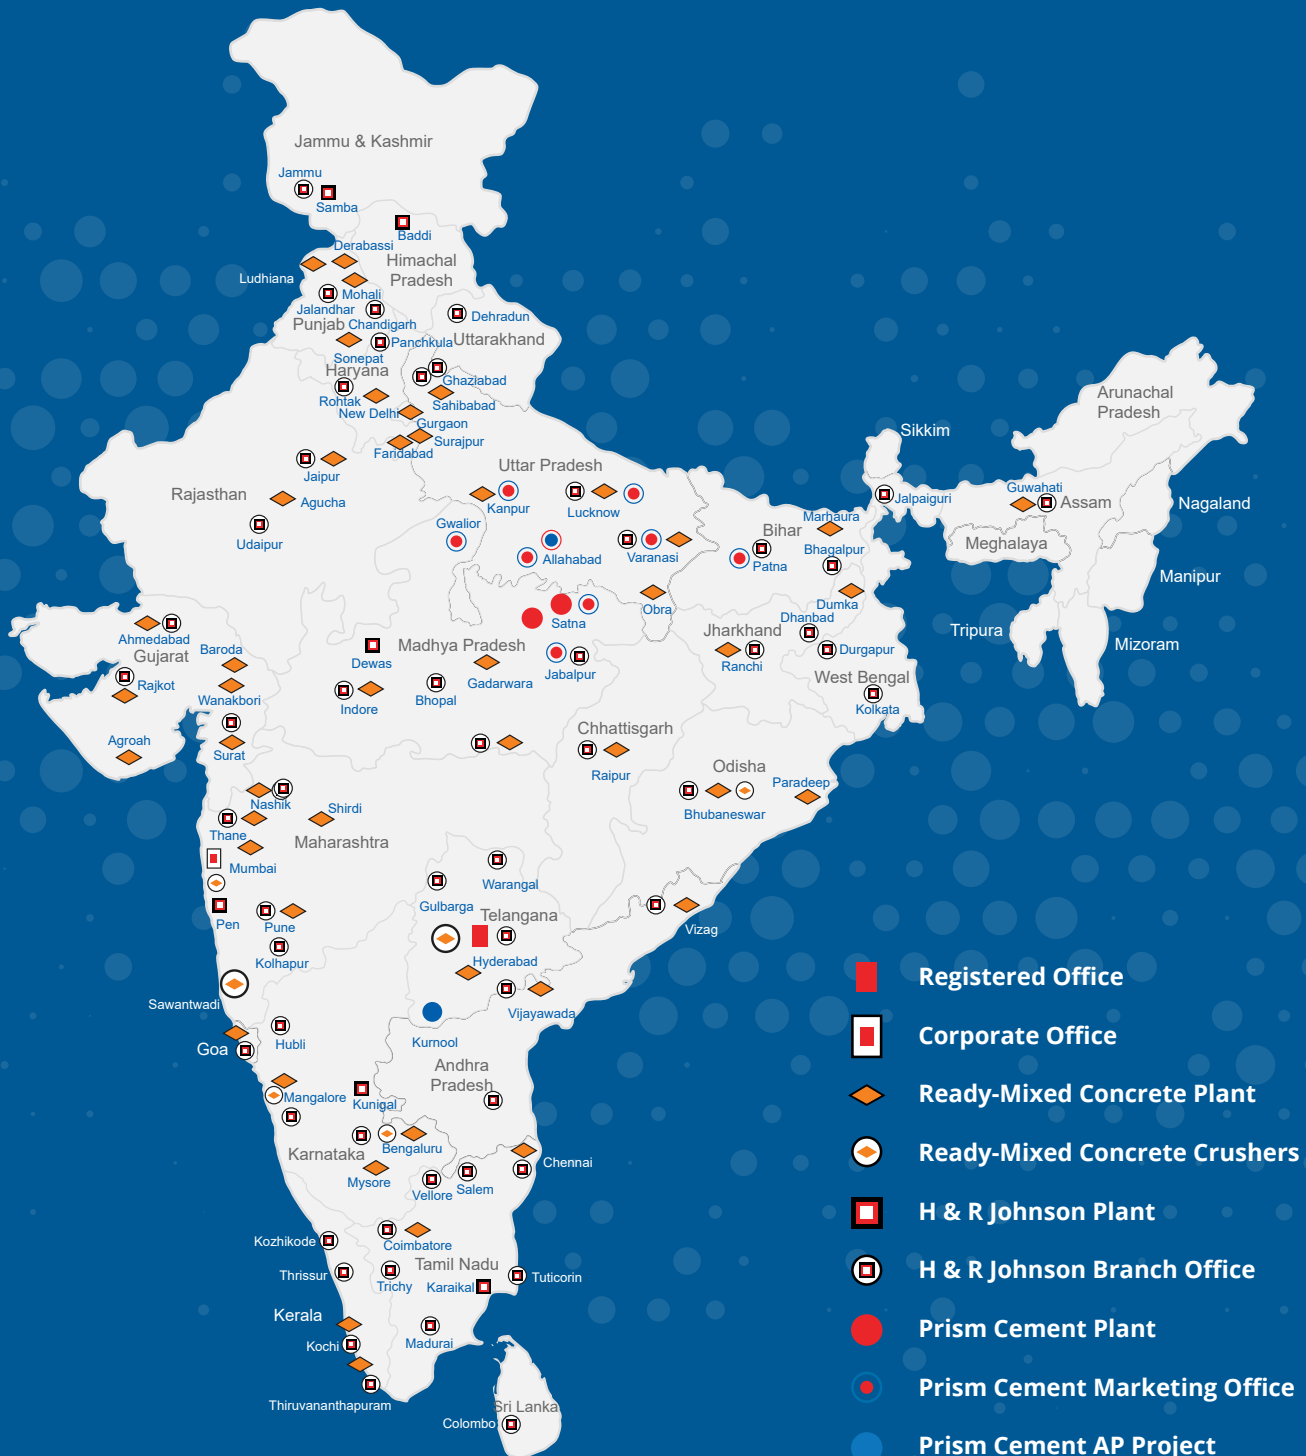 Jammu & Kashmir
Jammu
Samba
Baddi
Derabassi
Himachal
Pradesh
Ludhiana
Mohali
Jalandhar
Punjab
Chandigarh
Dehradun
Panchkula
Uttarakhand
Sonepat
Haryana
Ghaziabad
Rohtak
Sahibabad
New Delhi
Gurgaon
Surajpur
Faridabad
Arunachal
Pradesh
Sikkim
Uttar Pradesh
Jaipur
Rajasthan
Agucha
Kanpur
Lucknow
Jalpaiguri
Guwahati
Assam
Nagaland
Gwalior
Marhaura
Bihar
Udaipur
Allahabad
Varanasi
Patna
Bhagalpur
Meghalaya
Manipur
Obra
Dumka
Satna
Dhanbad
Tripura
Mizoram
Ahmedabad
Gujarat
Baroda
Dewas
Madhya Pradesh
Jharkhand
Ranchi
Durgapur
Rajkot
Wanakbori
Gadarwara
Jabalpur
West Bengal
Indore
Bhopal
Kolkata
Chhattisgarh
Agroah
Surat
Raipur
Odisha
Paradeep
Nashik
Shirdi
Bhubaneswar
Thane
Maharashtra
Mumbai
Warangal
Gulbarga
Telangana
Pen
Pune
Vizag
Kolhapur
Hyderabad
Sawantwadi
Vijayawada
Goa
Hubli
Kurnool
Andhra
Pradesh
Mangalore
Kunigal
Karnataka
Bengaluru
Chennai
Mysore
Vellore
Salem
Kozhikode
Coimbatore
Tamil Nadu
Thrissur
Trichy
Karaikal
Tuticorin
Kerala
Kochi
Madurai
Thiruvananthapuram
Sri Lanka
Colombo
Registered Office
Corporate Office
Ready-Mixed Concrete Plant
Ready-Mixed Concrete Crushers
H & R Johnson Plant
H & R Johnson Branch Office
Prism Cement Plant
Prism Cement Marketing Office
Prism Cement AP Project